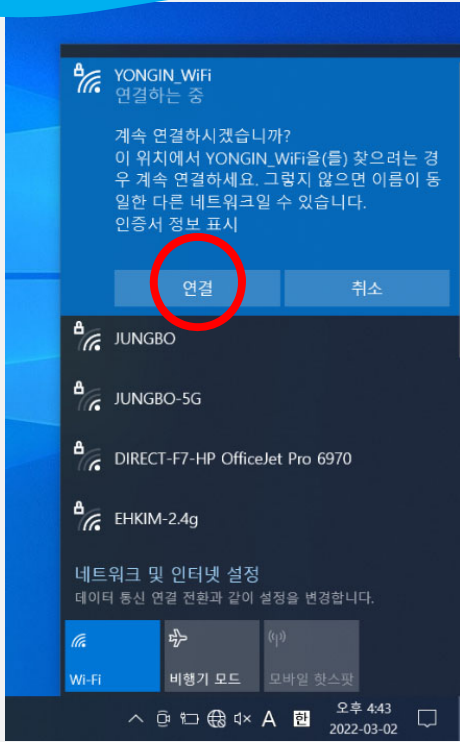 YONGIN_WiFi
연결하는 중
계속 연결하시겠습니까?
이 위치에서 YONGIN_WiFi을(를) 찾으려는 경
우 계속 연결하세요. 그렇지 않으면 이름이 동
일한 다른 네트워크일 수 있습니다.
인증서 정보 표시
연결 취소
JUNGBO
JUNGBO-5G
DIRECT-F7-HP OfficeJet Pro 6970
EHKIM-2.4g
네트워크 및 인터넷 설정
데이터 통신 연결 전환과 같이 설정을 변경합니다.
Wi-Fi 비행기 모드 모바일 핫스팟
A 한 오후 4:43
2022-03-02